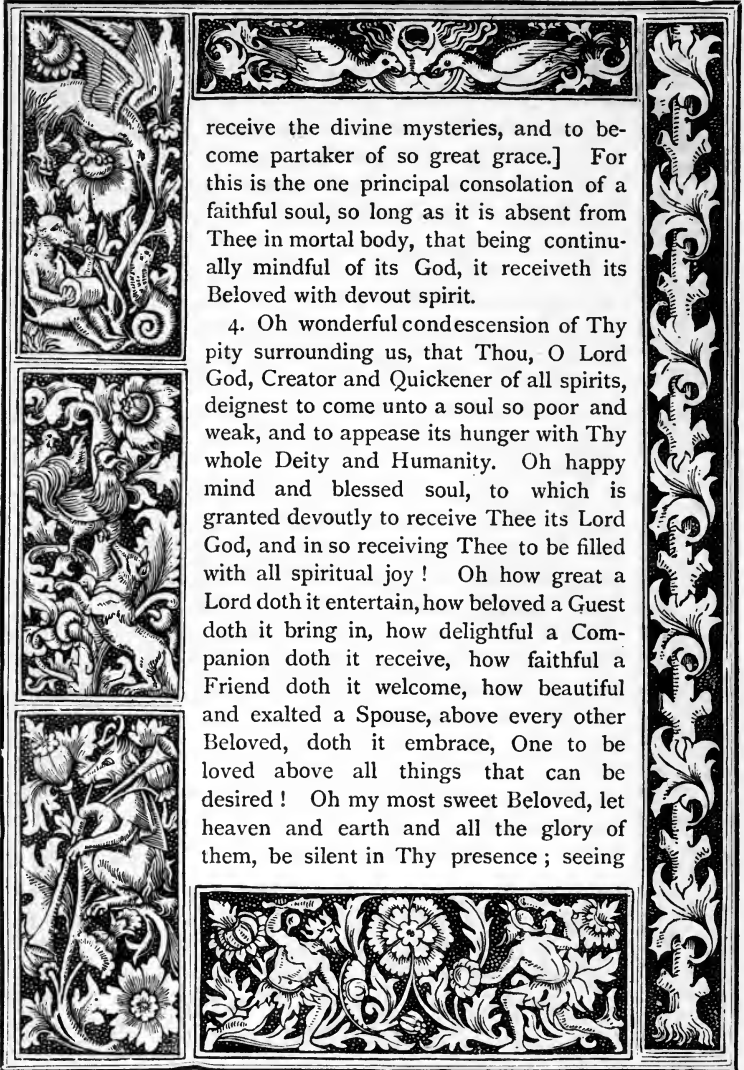 receive the divine mysteries, and to be-
come partaker of so great grace.] For
this is the one principal consolation of a
faithful soul, so long as it is absent from
Thee in mortal body, that being continu-
ally mindful of its God, it receiveth its
Beloved with devout spirit.
4. Oh wonderful condescension of Thy
pity surrounding us, that Thou, O Lord
God, Creator and Quickener of all spirits,
deignest to come unto a soul so poor and
weak, and to appease its hunger with Thy
whole Deity and Humanity. Oh happy
mind and blessed soul, to which is
granted devoutly to receive Thee its Lord
God, and in so receiving Thee to be filled
with all spiritual joy ! Oh how great a
Lord doth it entertain, how beloved a Guest
doth it bring in, how delightful a Com-
panion doth it receive, how faithful a
Friend doth it welcome, how beautiful
and exalted a Spouse, above every other
Beloved, doth it embrace, One to be
loved above all things that can be
desired ! Oh my most sweet Beloved, let
heaven and earth and all the glory of
them, be silent in Thy presence ; seeing